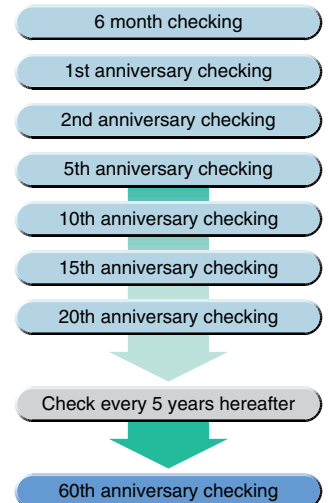 6 month checking
1st anniversary checking
2nd anniversary checking
5th anniversary checking
10th anniversary checking
15th anniversary checking
20th anniversary checking
Check every 5 years hereafter
60th anniversary checking